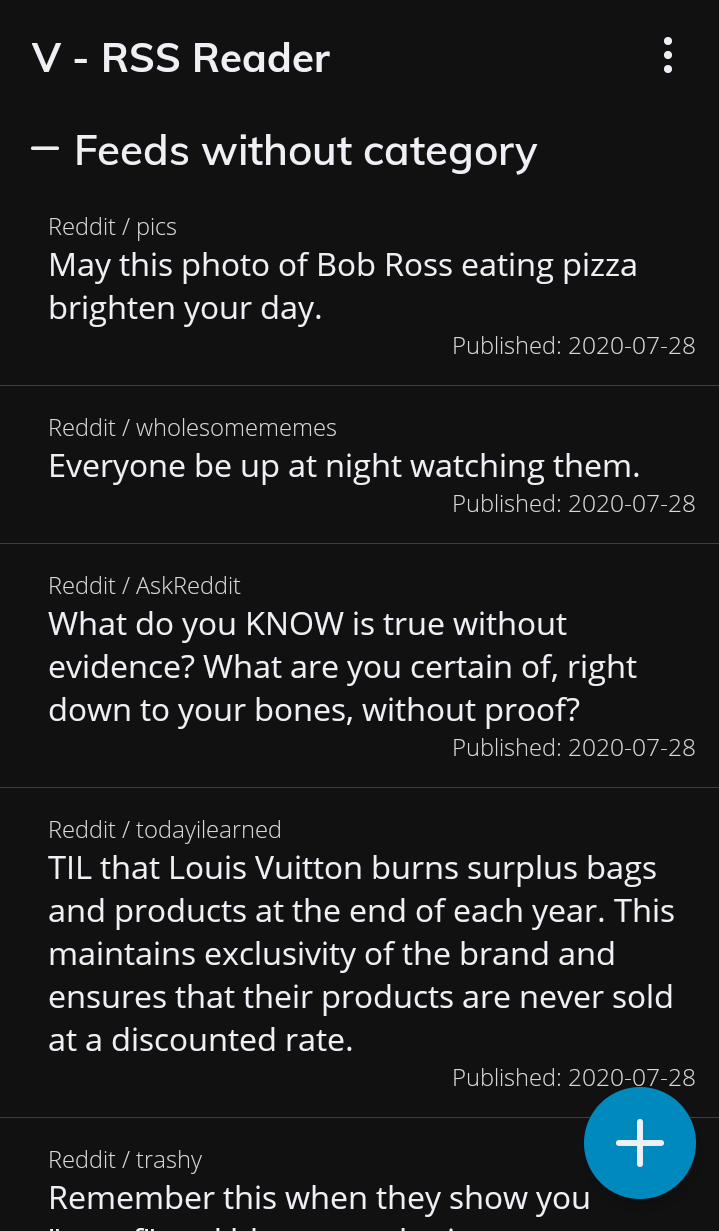 V - RSS Reader
Feeds without category
Reddit / pics
May this photo of Bob Ross eating pizza
brighten your day.
Published: 2020-07-28
Reddit / wholesomememes
Everyone be up at night watching them.
Published: 2020-07-28
Reddit / AskReddit
What do you KNOW is true without
evidence? What are you certain of, right
down to your bones, without proof?
Published: 2020-07-28
Reddit / todayilearned
TIL that Louis Vuitton burns surplus bags
and products at the end of each year. This
maintains exclusivity of the brand and
ensures that their products are never sold
at a discounted rate.
Published: 2020-07-28
Reddit / trashy
Remember this when they show you